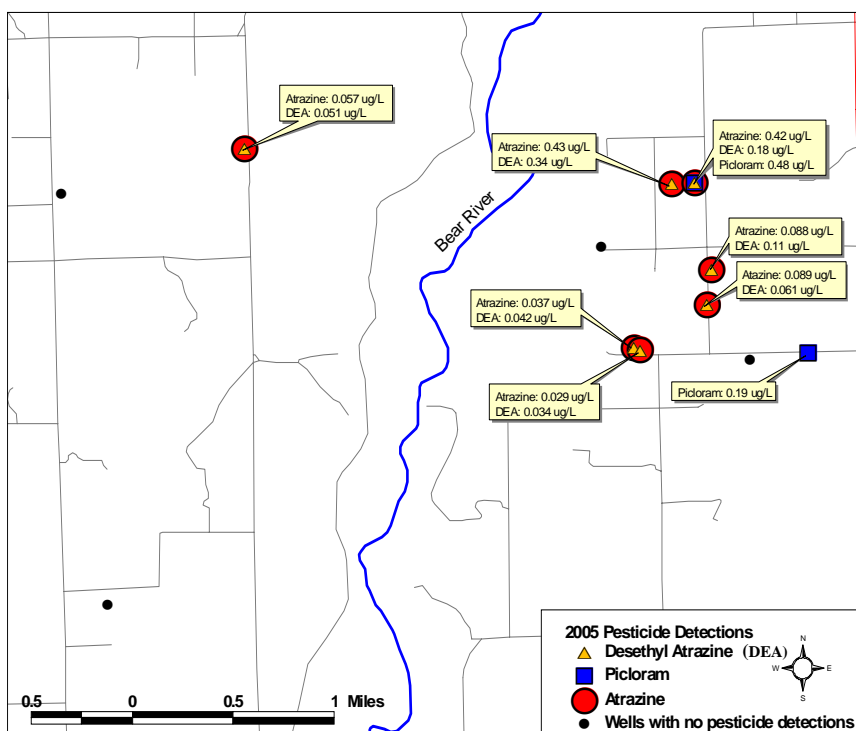 Atrazine: 0.057 ug/L
DEA: 0.051 ug/L
Atrazine: 0.43 ug/L
DEA: 0.34 ug/L
Atrazine: 0.42 ug/L
DEA: 0.18 ug/L
Picloram: 0.48 ug/L
Bear River
Atrazine: 0.088 ug/L
DEA: 0.11 ug/L
Atazine: 0.089 ug/L
DEA: 0.061 ug/L
Atrazine: 0.037 ug/L
DEA: 0.042 ug/L
Atrazine: 0.029 ug/L
DEA: 0.034 ug/L
Picloram: 0.19 ug/L
2005 Pesticide Detections
Desethyl Atrazine (DEA)
Picloram
Atrazine
Wells with no pesticide detections
N
W E
S
0.5 0 0.5 1 Miles